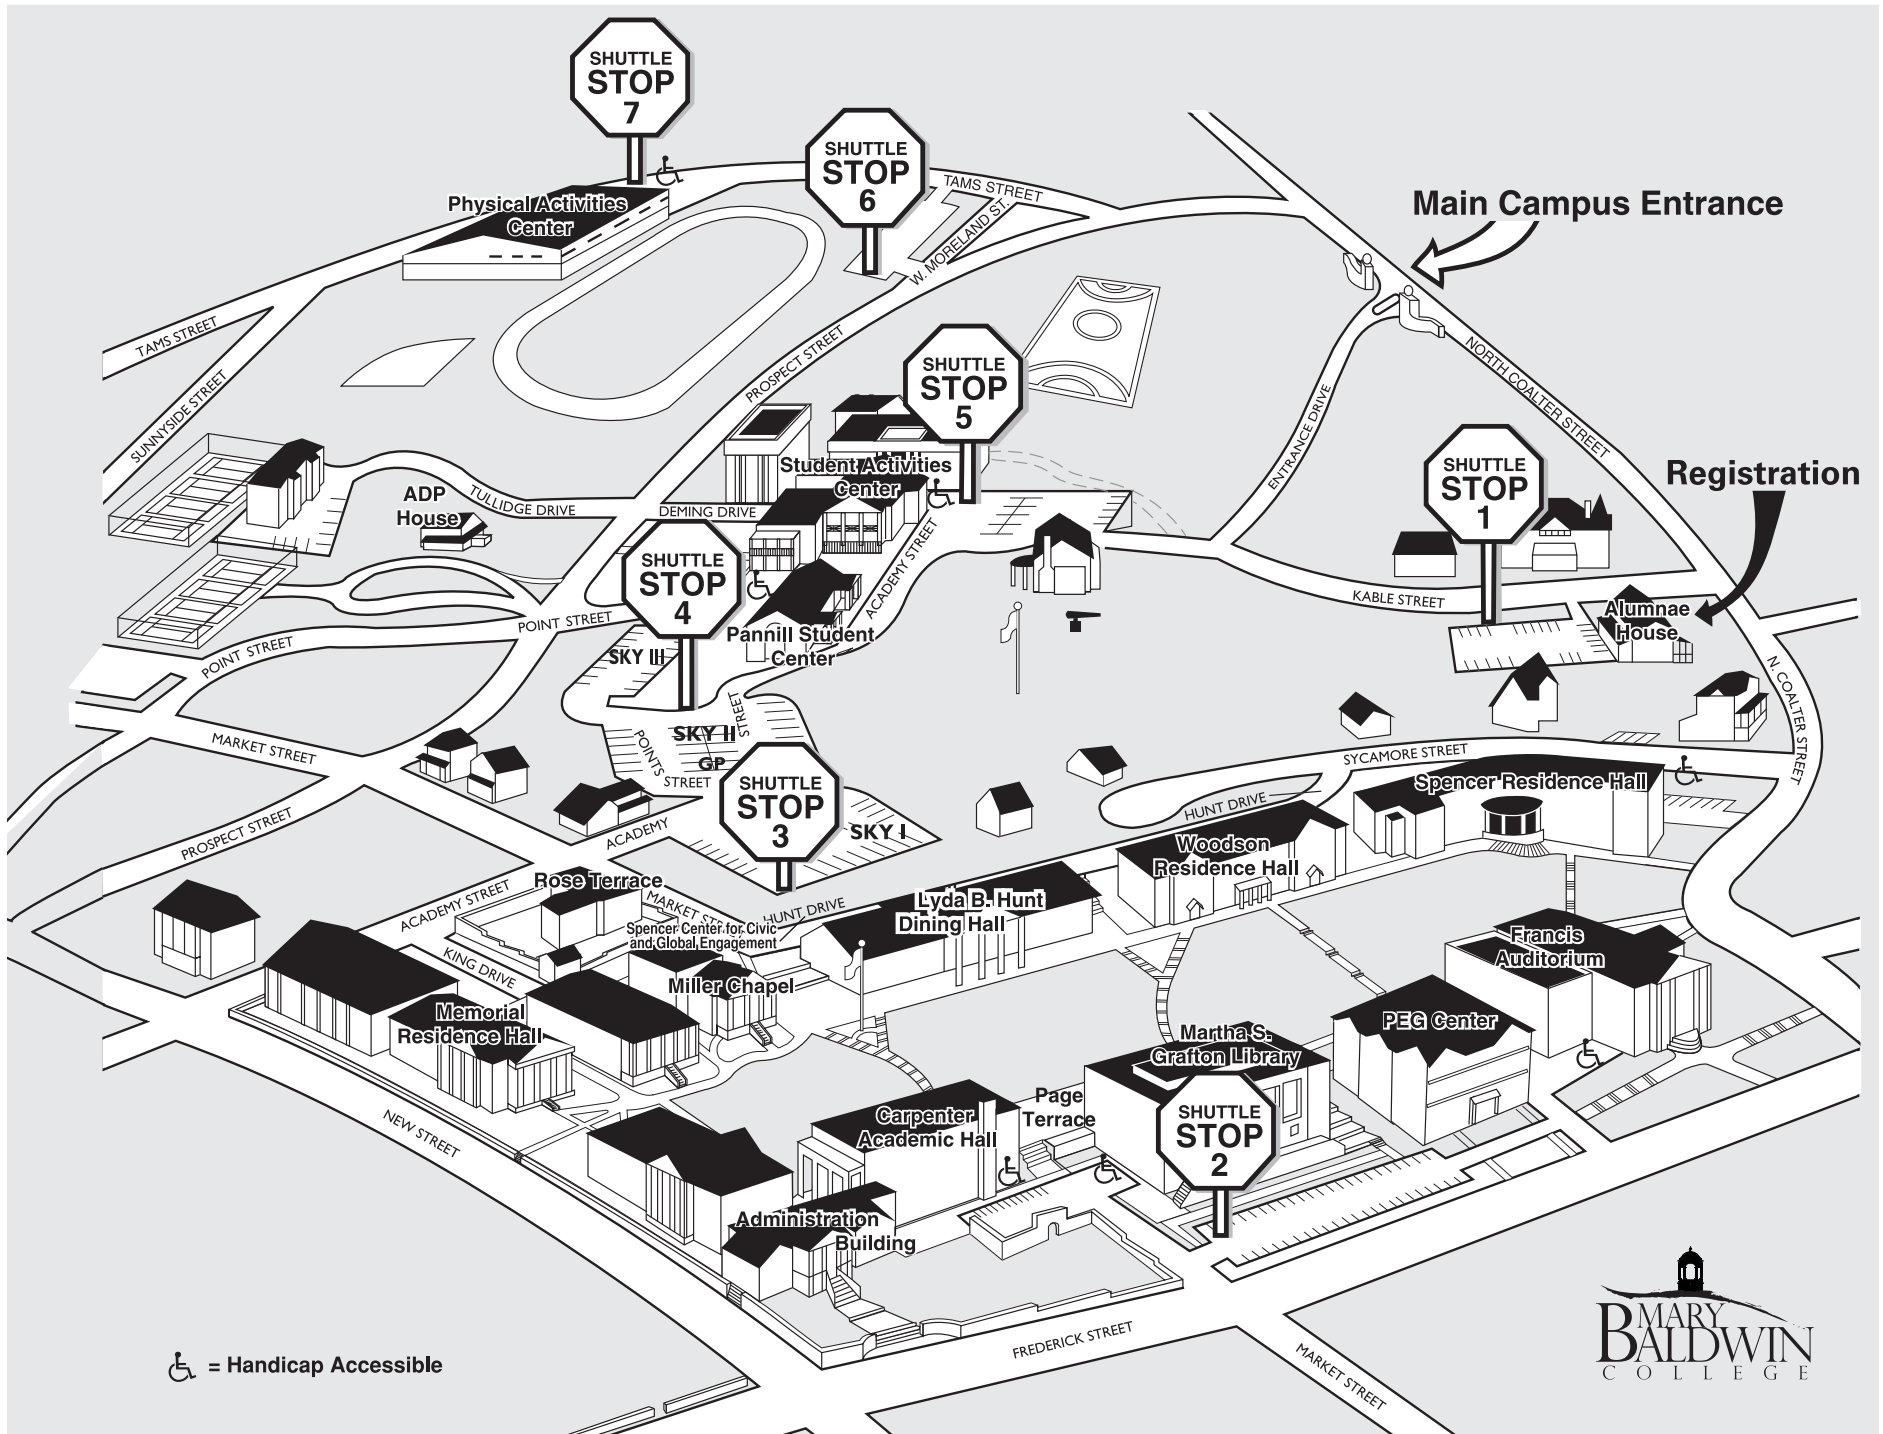 SHUTTLE
STOP
7
SHUTTLE
STOP
6
TAMS STREET
Main Campus Entrance
Physical Activities
Center
W. MORELAND ST.
TAMS STREET
PROSPECT STREET
SHUTTLE
STOP
5
NORTH COALTER STREET
SUNNYSIDE STREET
ENTRANCE DRIVE
SHUTTLE
STOP
1
Registration
Student Activities
Center
ADP
House
TULLIDGE DRIVE
DEMING DRIVE
SHUTTLE
STOP
4
ACADEMY STREET
KABLE STREET
Alumnae
House
POINT STREET
POINT STREET
Pannill Student
Center
SKY III
N. COALTER STREET
MARKET STREET
SKY II
STREET
POINTS
STREET
GP
SYCAMORE STREET
Spencer Residence Hall
SHUTTLE
STOP
3
HUNT DRIVE
PROSPECT STREET
ACADEMY
SKY I
Woodson
Residence Hall
Rose Terrace
ACADEMY STREET
MARKET ST
HUNT DRIVE
Lyda B. Hunt
Dining Hall
Spencer Center for Civic
and Global Engagement
KING DRIVE
Francis
Auditorium
Miller Chapel
Memorial
Residence Hall
PEG Center
Martha S.
Grafton Library
Page
Terrace
NEW STREET
Carpenter
Academic Hall
SHUTTLE
STOP
2
Administration
Building
FREDERICK STREET
MARKET STREET
= Handicap Accessible
MARY
BALDWIN
COLLEGE